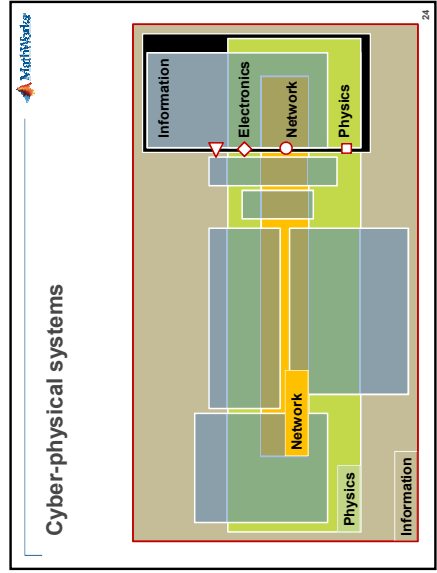 MathWorks
Cyber-physical systems
Information
Electronics
Network
Physics
Network
Physics
Information
24